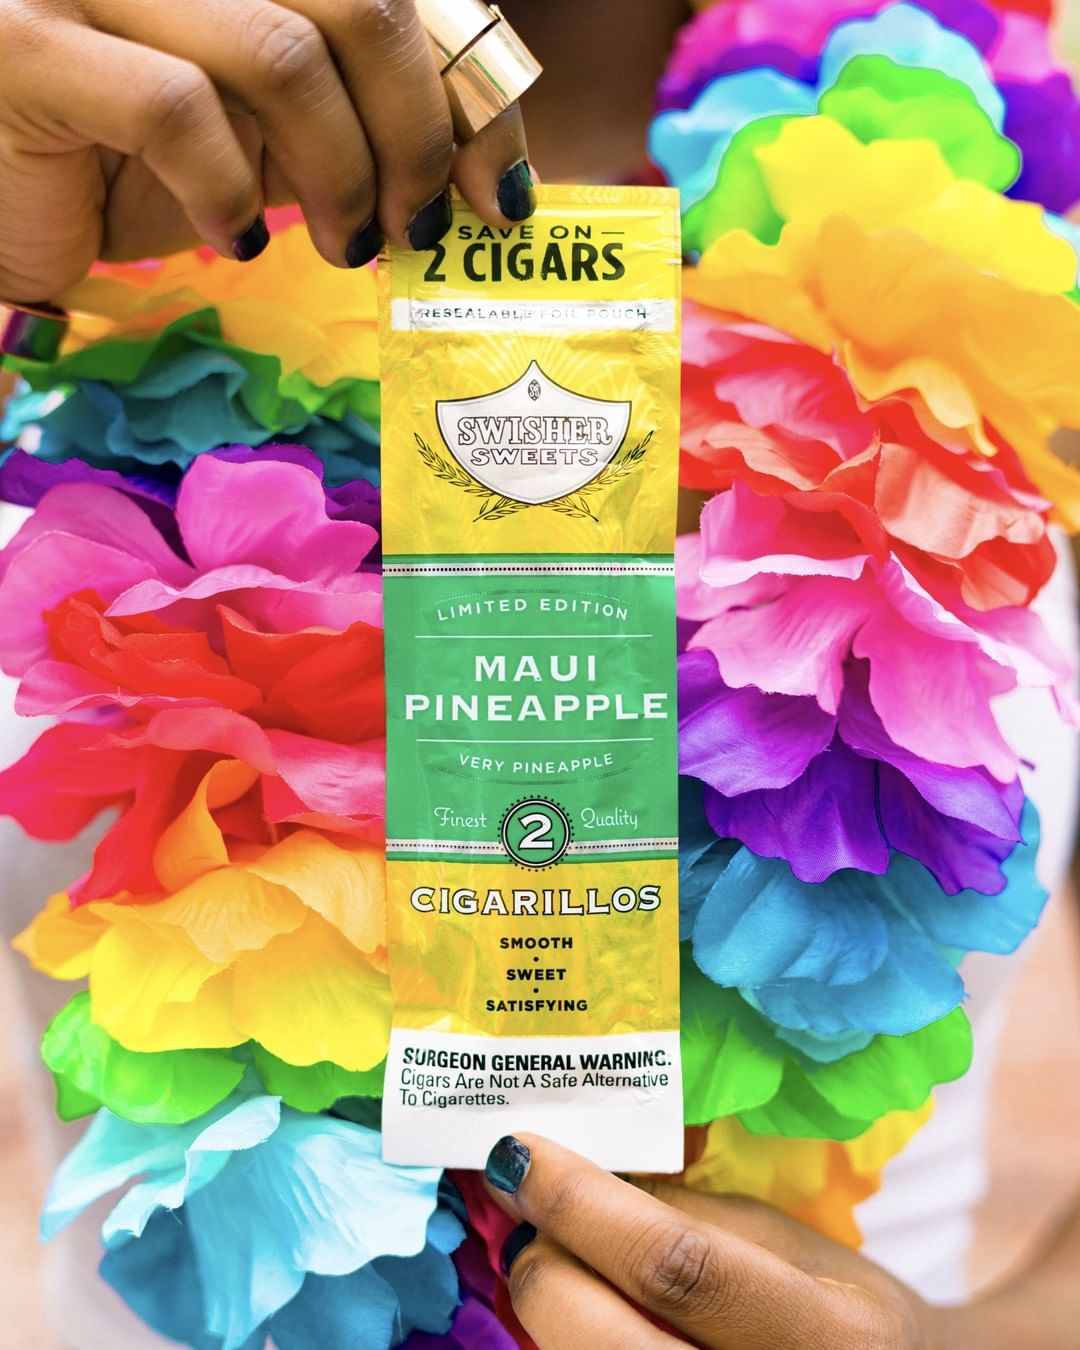 SAVE ON
2 CIGARS
RESEALABLE FOIL POUCH
SWISHER
SWEETS
LIMITED EDITION
MAUI
PINEAPPLE
VERY PINEAPPLE
Finest 2 Quality
CIGARILLOS
SMOOTH
•
SWEET
•
SATISFYING
SURGEON GENERAL WARNING:
Cigars Are Not A Safe Alternative
To Cigarettes.